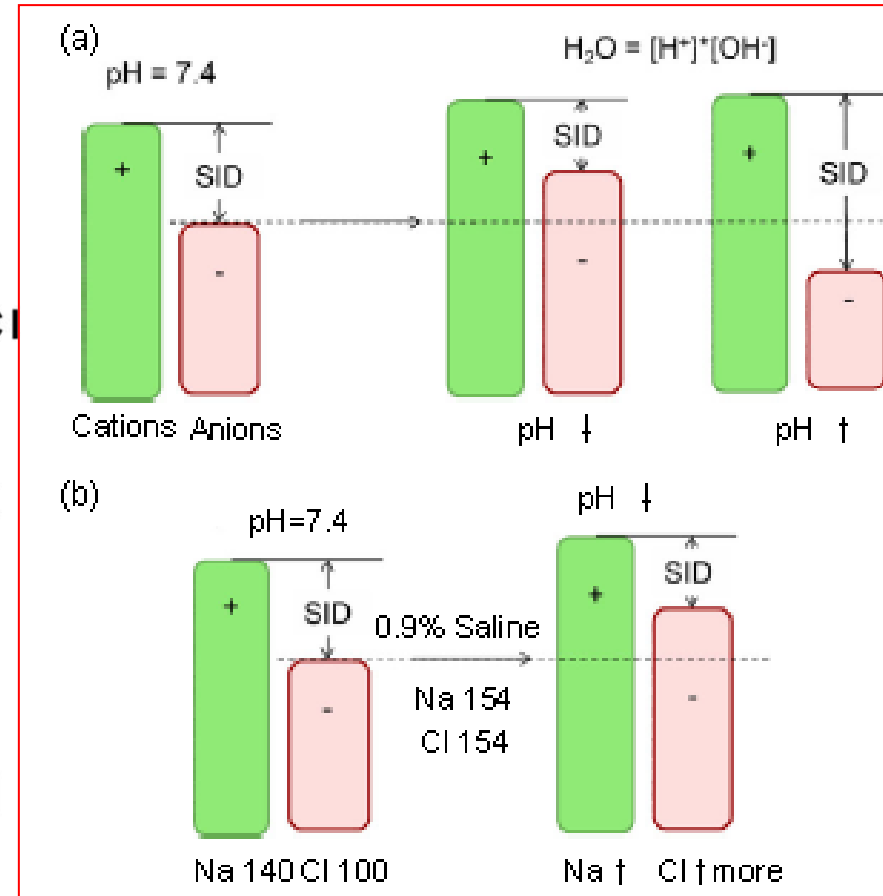 (a)
pH = 7.4
H₂O = [H⁺]⁺[OH⁻]
+
SID
-
+
SID
-
+
SID
-
Cations Anions
pH ↓
pH ↑
(b)
pH=7.4
pH ↓
+
SID
-
0.9% Saline
Na 154
Cl 154
+
SID
-
Na 140 Cl 100
Na ↑ Cl ↑ more